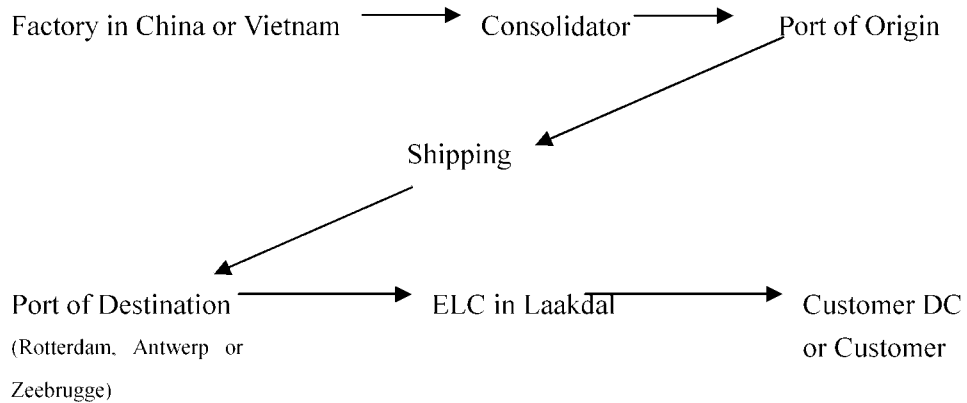 Factory in China or Vietnam Consolidator Port of Origin
Shipping
Port of Destination ELC in Laakdal Customer DC
(Rotterdam, Antwerp or or Customer
Zeebrugge)